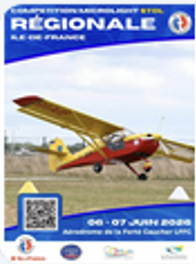 COMPETITION MICROLIGHT STOL
RÉGIONALE
ILE-DE-FRANCE
06 - 07 JUIN 2026
Aérodrome de la Ferté Gaucher LFFG